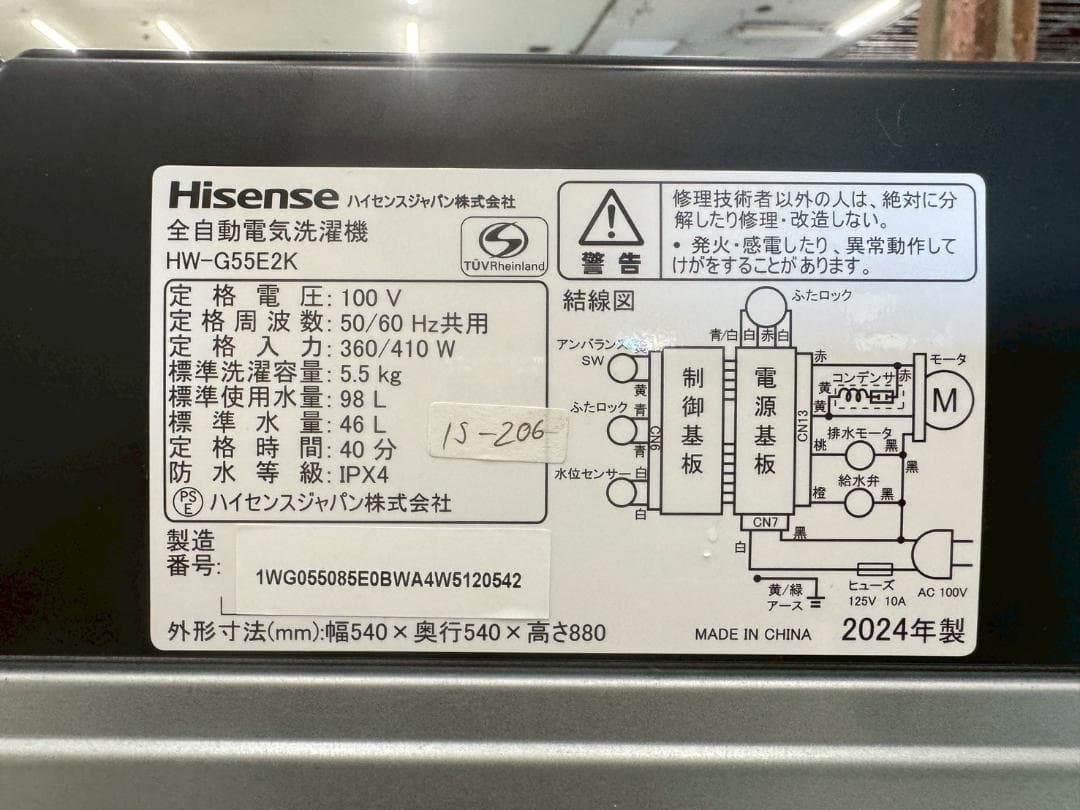 Hisense ハイセンスジャパン株式会社
全自動電気洗濯機
HW-G55E2K
TÜVRheinland
警告
修理技術者以外の人は、絶対に分
解したり修理・改造しない。
・発火・感電したり、異常動作して
けがをすることがあります。
定格電圧: 100 V
定格周波数: 50/60 Hz共用
定格入力: 360/410 W
標準洗濯容量: 5.5 kg
標準使用水量: 98 L
標準水量: 46 L
定格時間: 40 分
防水等級: IPX4
PSE ハイセンスジャパン株式会社
1S-206
製造
番号:
1WG055085E0BWA4W5120542
外形寸法(mm):幅540×奥行540×高さ880
結線図
ふたロック
青/白 白 赤 白
アンバランス
SW
黄
ふたロック
青
青
水位センサー
白
白
CN6
制御基板
電源基板
CN13
CN7
赤
コンデンサ
赤
黄
黄
モータ
M
桃
排水モータ
黒
黒
橙
給水弁
黒
黒
白
ヒューズ
125V 10A
AC 100V
黄/緑
アース
MADE IN CHINA
2024年製